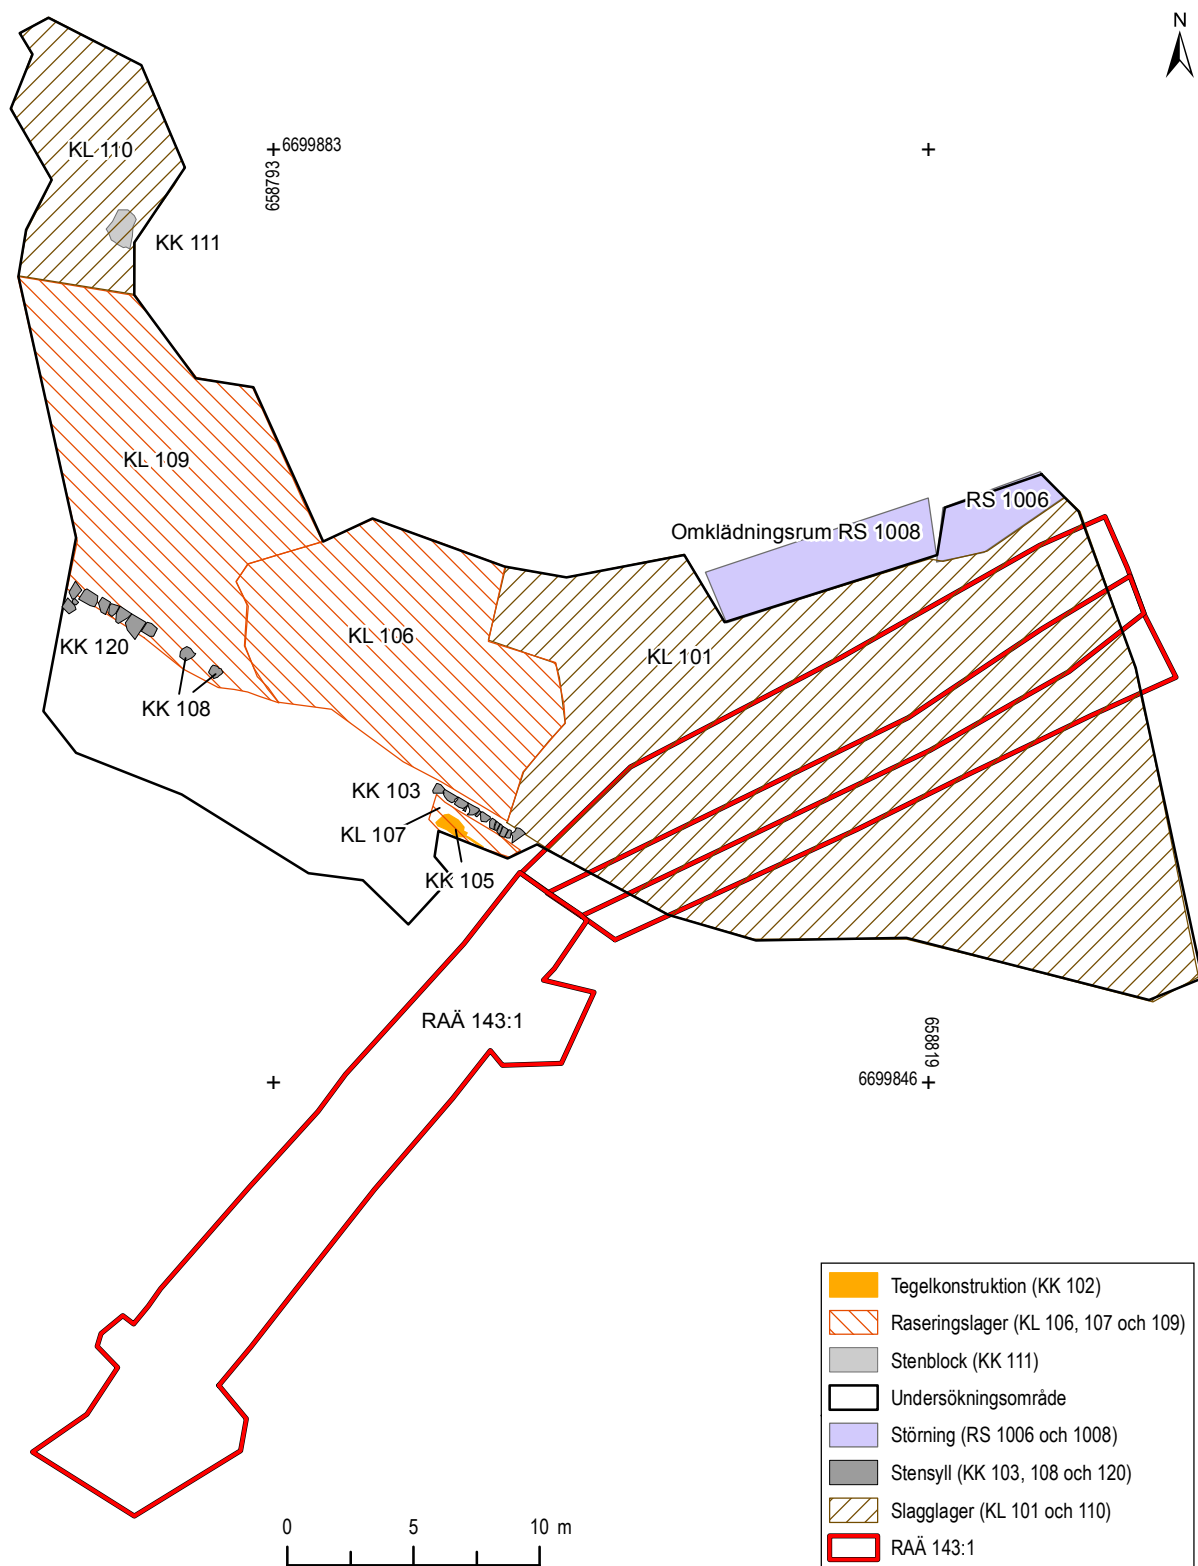 N
6699883
658793
KL 110
KK 111
KL 109
RS 1006
Omklädningsrum RS 1008
KL 106
KL 101
KK 120
KK 108
KK 103
KL 107
KK 105
RAÄ 143:1
658819
6699846
Tegelkonstruktion (KK 102)
Raseringslager (KL 106, 107 och 109)
Stenblock (KK 111)
Undersökningsområde
Störning (RS 1006 och 1008)
Stensyll (KK 103, 108 och 120)
Slagglager (KL 101 och 110)
RAÄ 143:1
0 5 10 m